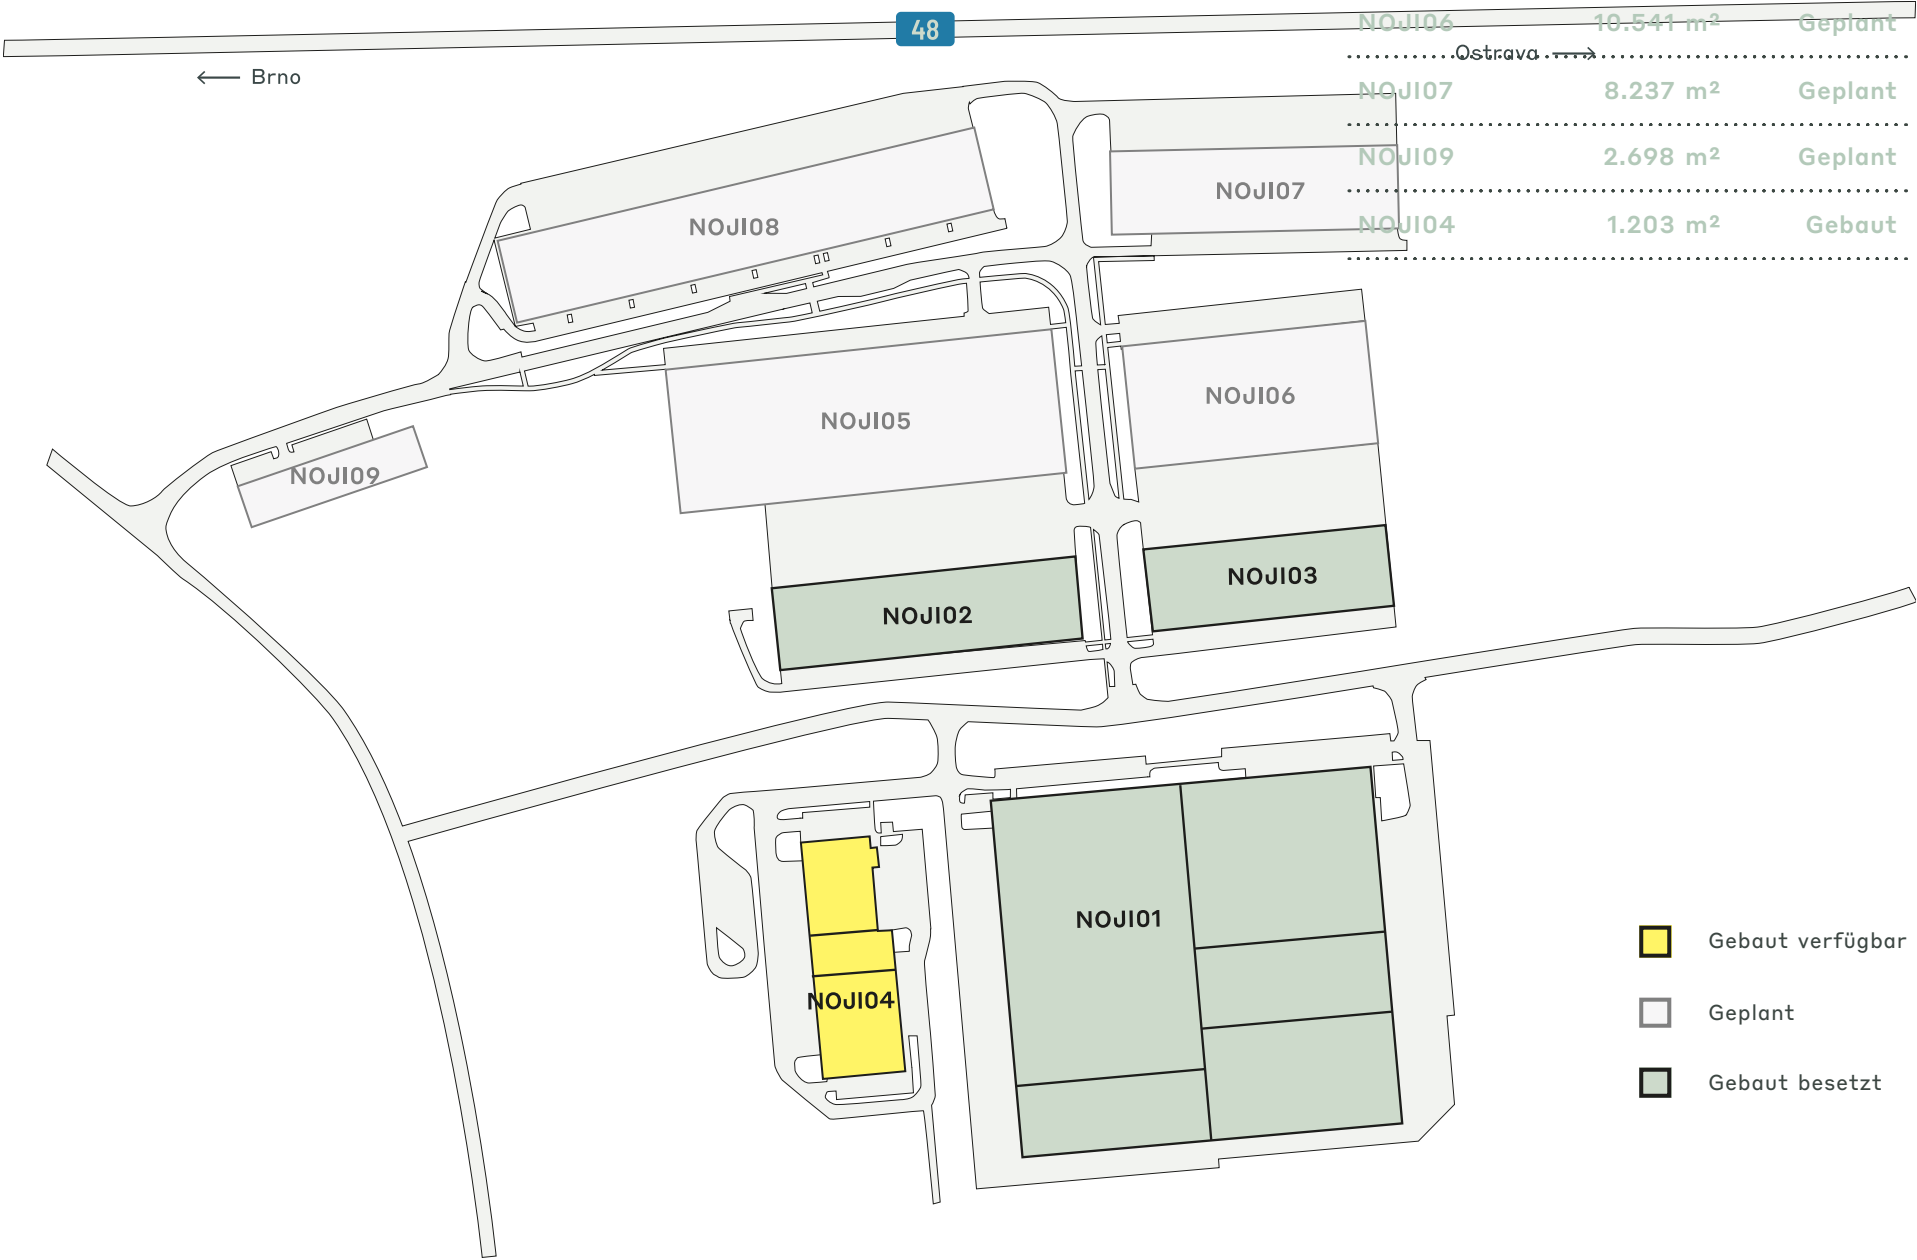 48
NOJI06 10.541 m² Geplant
← Brno
Ostrava →
NOJI07 8.237 m² Geplant
NOJI09 2.698 m² Geplant
NOJI04 1.203 m² Gebaut
NOJI08
NOJI07
NOJI05
NOJI06
NOJI09
NOJI02
NOJI03
NOJI01
NOJI04
Gebaut verfügbar
Geplant
Gebaut besetzt